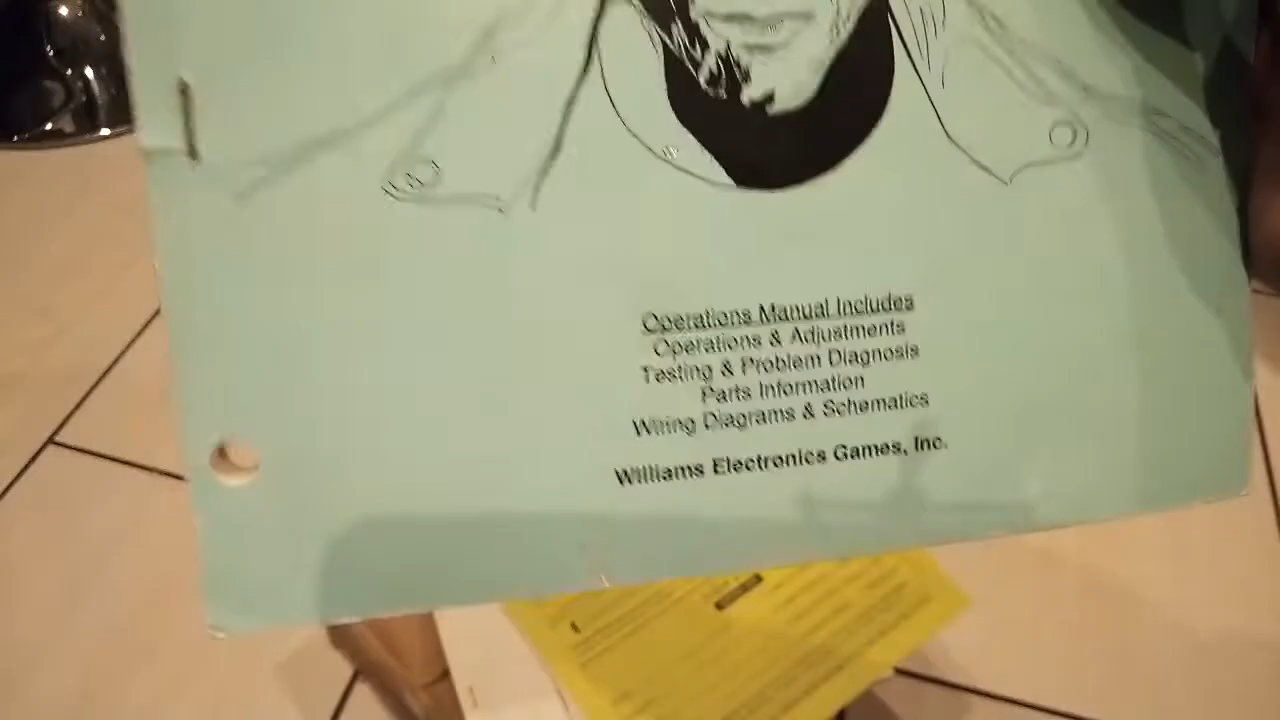 Operations Manual Includes
Operations & Adjustments
Testing & Problem Diagnosis
Parts Information
Wiring Diagrams & Schematics
Williams Electronics Games, Inc.